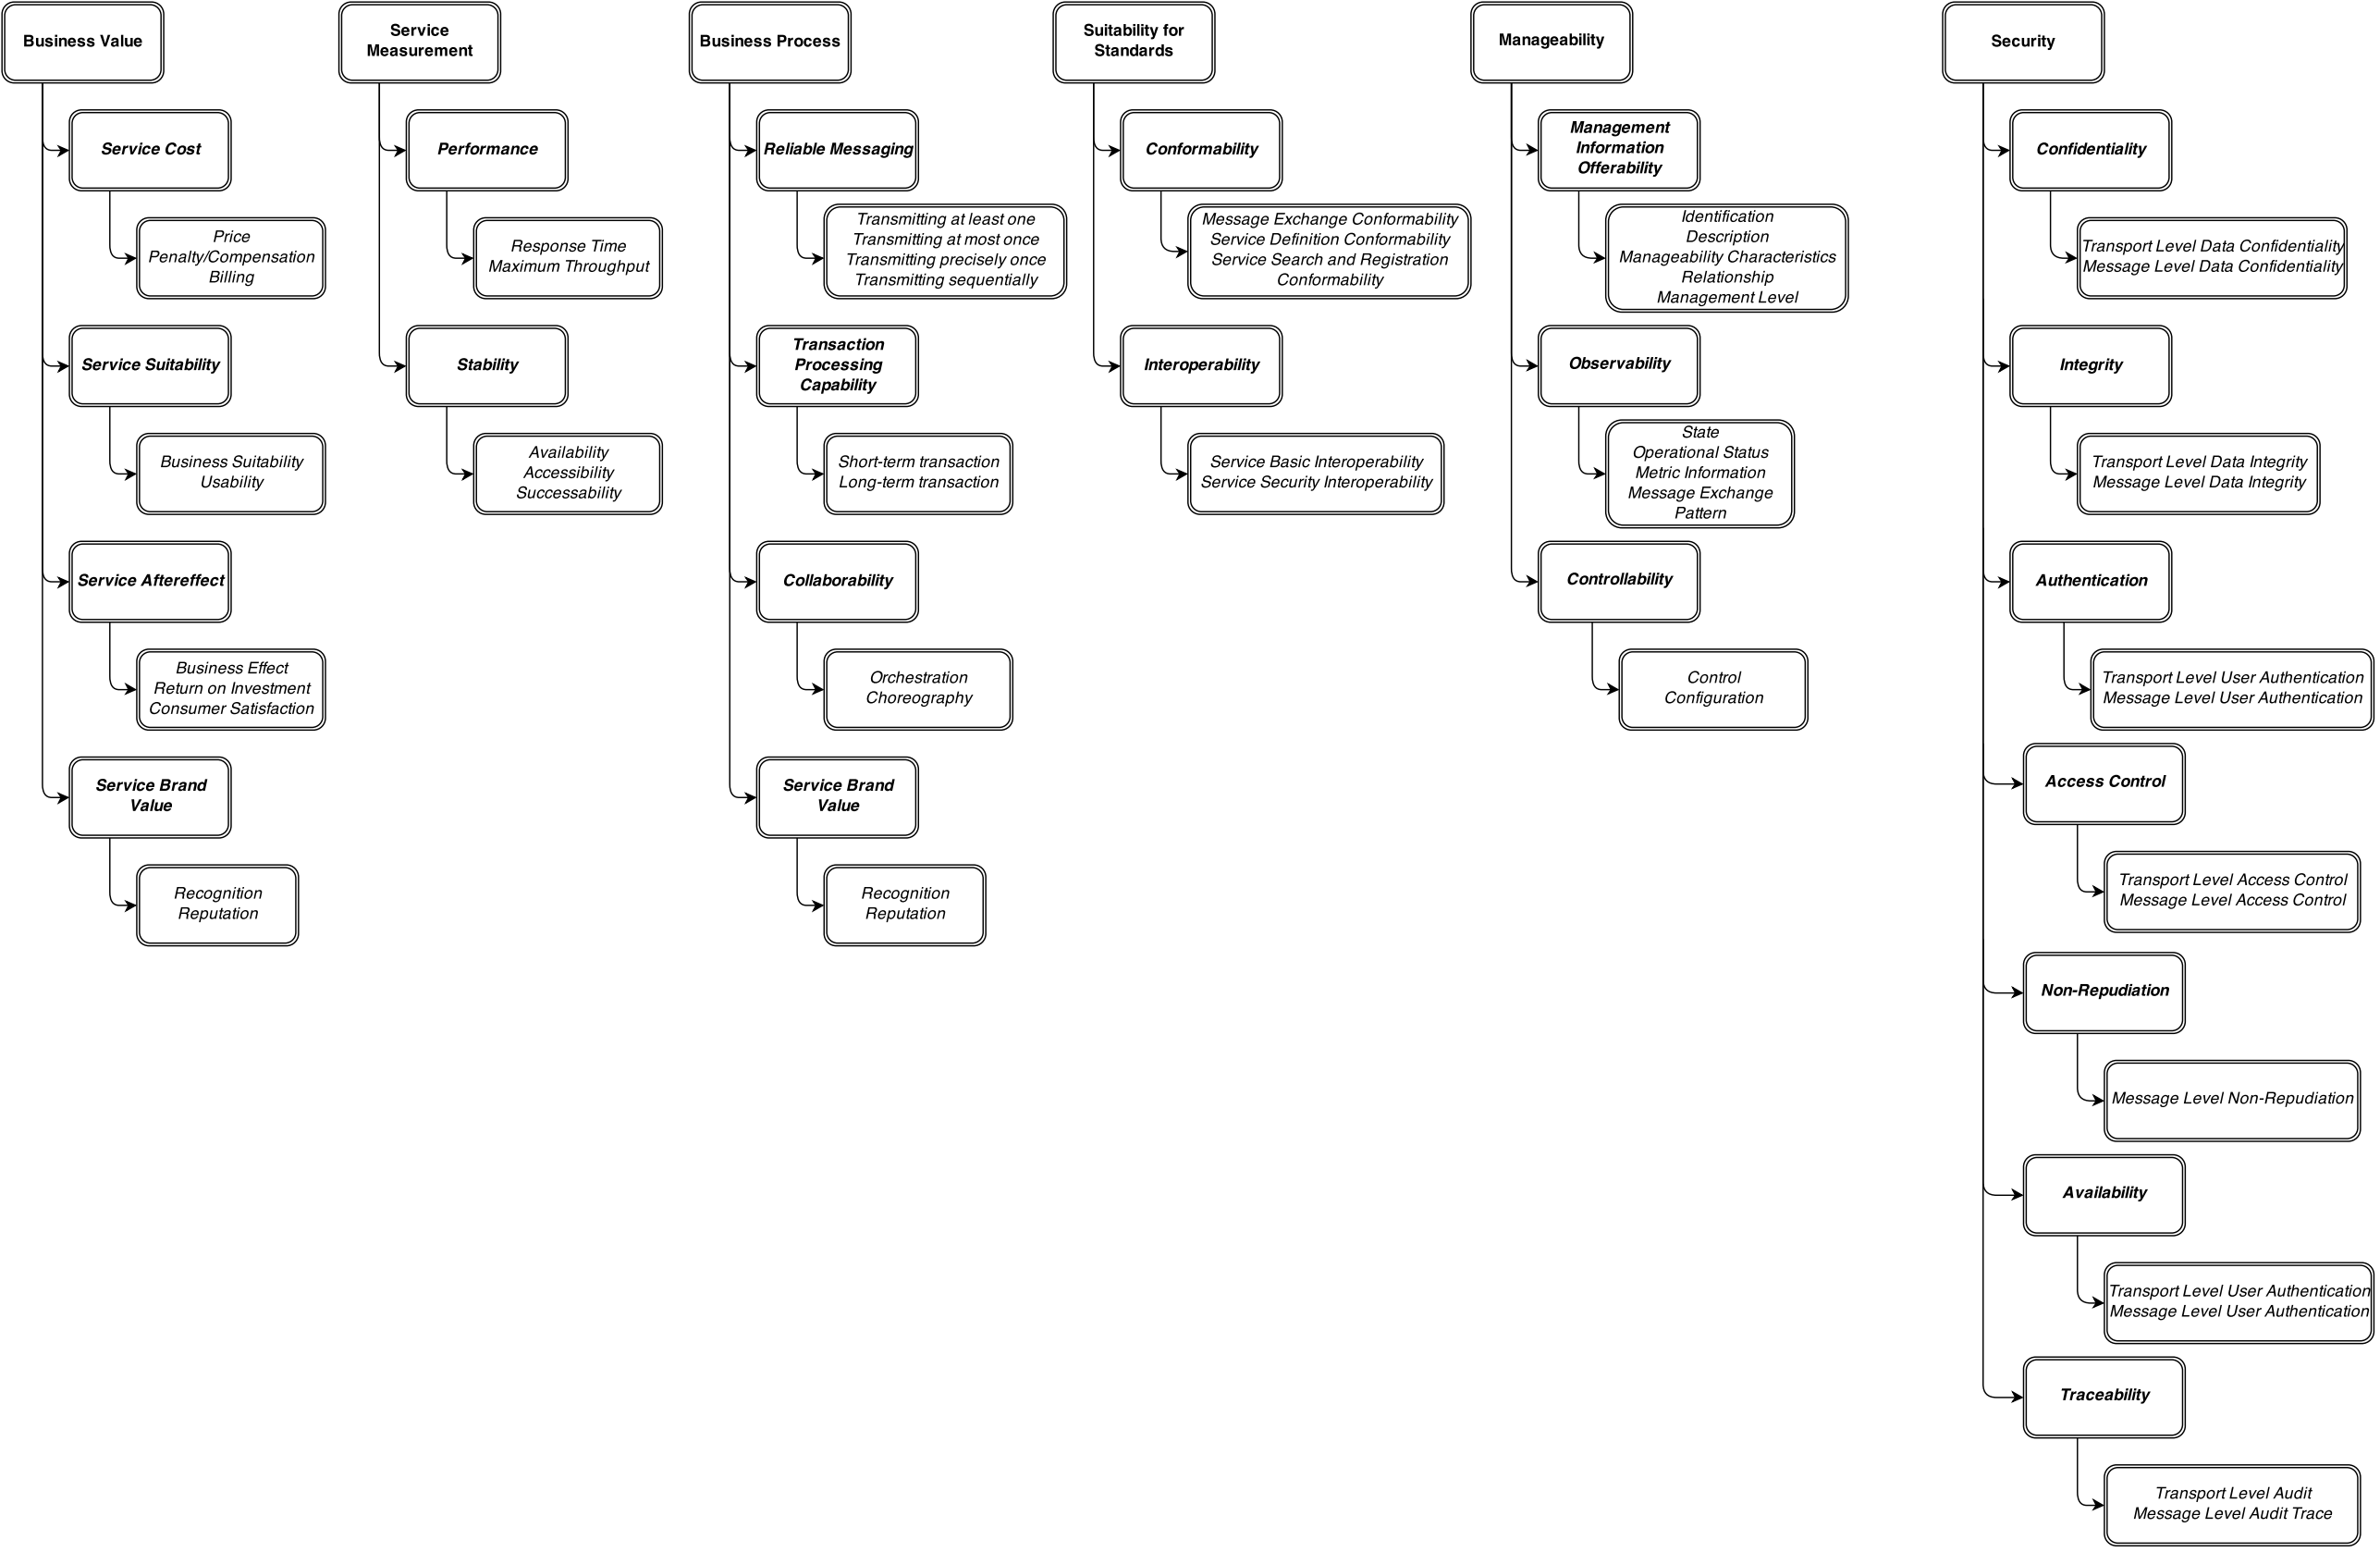 Business Value
Service Cost
Price
Penalty/Compensation
Billing
Service Suitability
Business Suitability
Usability
Service Aftereffect
Business Effect
Return on Investment
Consumer Satisfaction
Service Brand
Value
Recognition
Reputation
Service
Measurement
Performance
Response Time
Maximum Throughput
Stability
Availability
Accessibility
Successability
Business Process
Reliable Messaging
Transmitting at least one
Transmitting at most once
Transmitting precisely once
Transmitting sequentially
Transaction
Processing
Capability
Short-term transaction
Long-term transaction
Collaborability
Orchestration
Choreography
Service Brand
Value
Recognition
Reputation
Suitability for
Standards
Conformability
Message Exchange Conformability
Service Definition Conformability
Service Search and Registration
Conformability
Interoperability
Service Basic Interoperability
Service Security Interoperability
Manageability
Management
Information
Offerability
Identification
Description
Manageability Characteristics
Relationship
Management Level
Observability
State
Operational Status
Metric Information
Message Exchange
Pattern
Controllability
Control
Configuration
Security
Confidentiality
Transport Level Data Confidentiality
Message Level Data Confidentiality
Integrity
Transport Level Data Integrity
Message Level Data Integrity
Authentication
Transport Level User Authentication
Message Level User Authentication
Access Control
Transport Level Access Control
Message Level Access Control
Non-Repudiation
Message Level Non-Repudiation
Availability
Transport Level User Authentication
Message Level User Authentication
Traceability
Transport Level Audit
Message Level Audit Trace